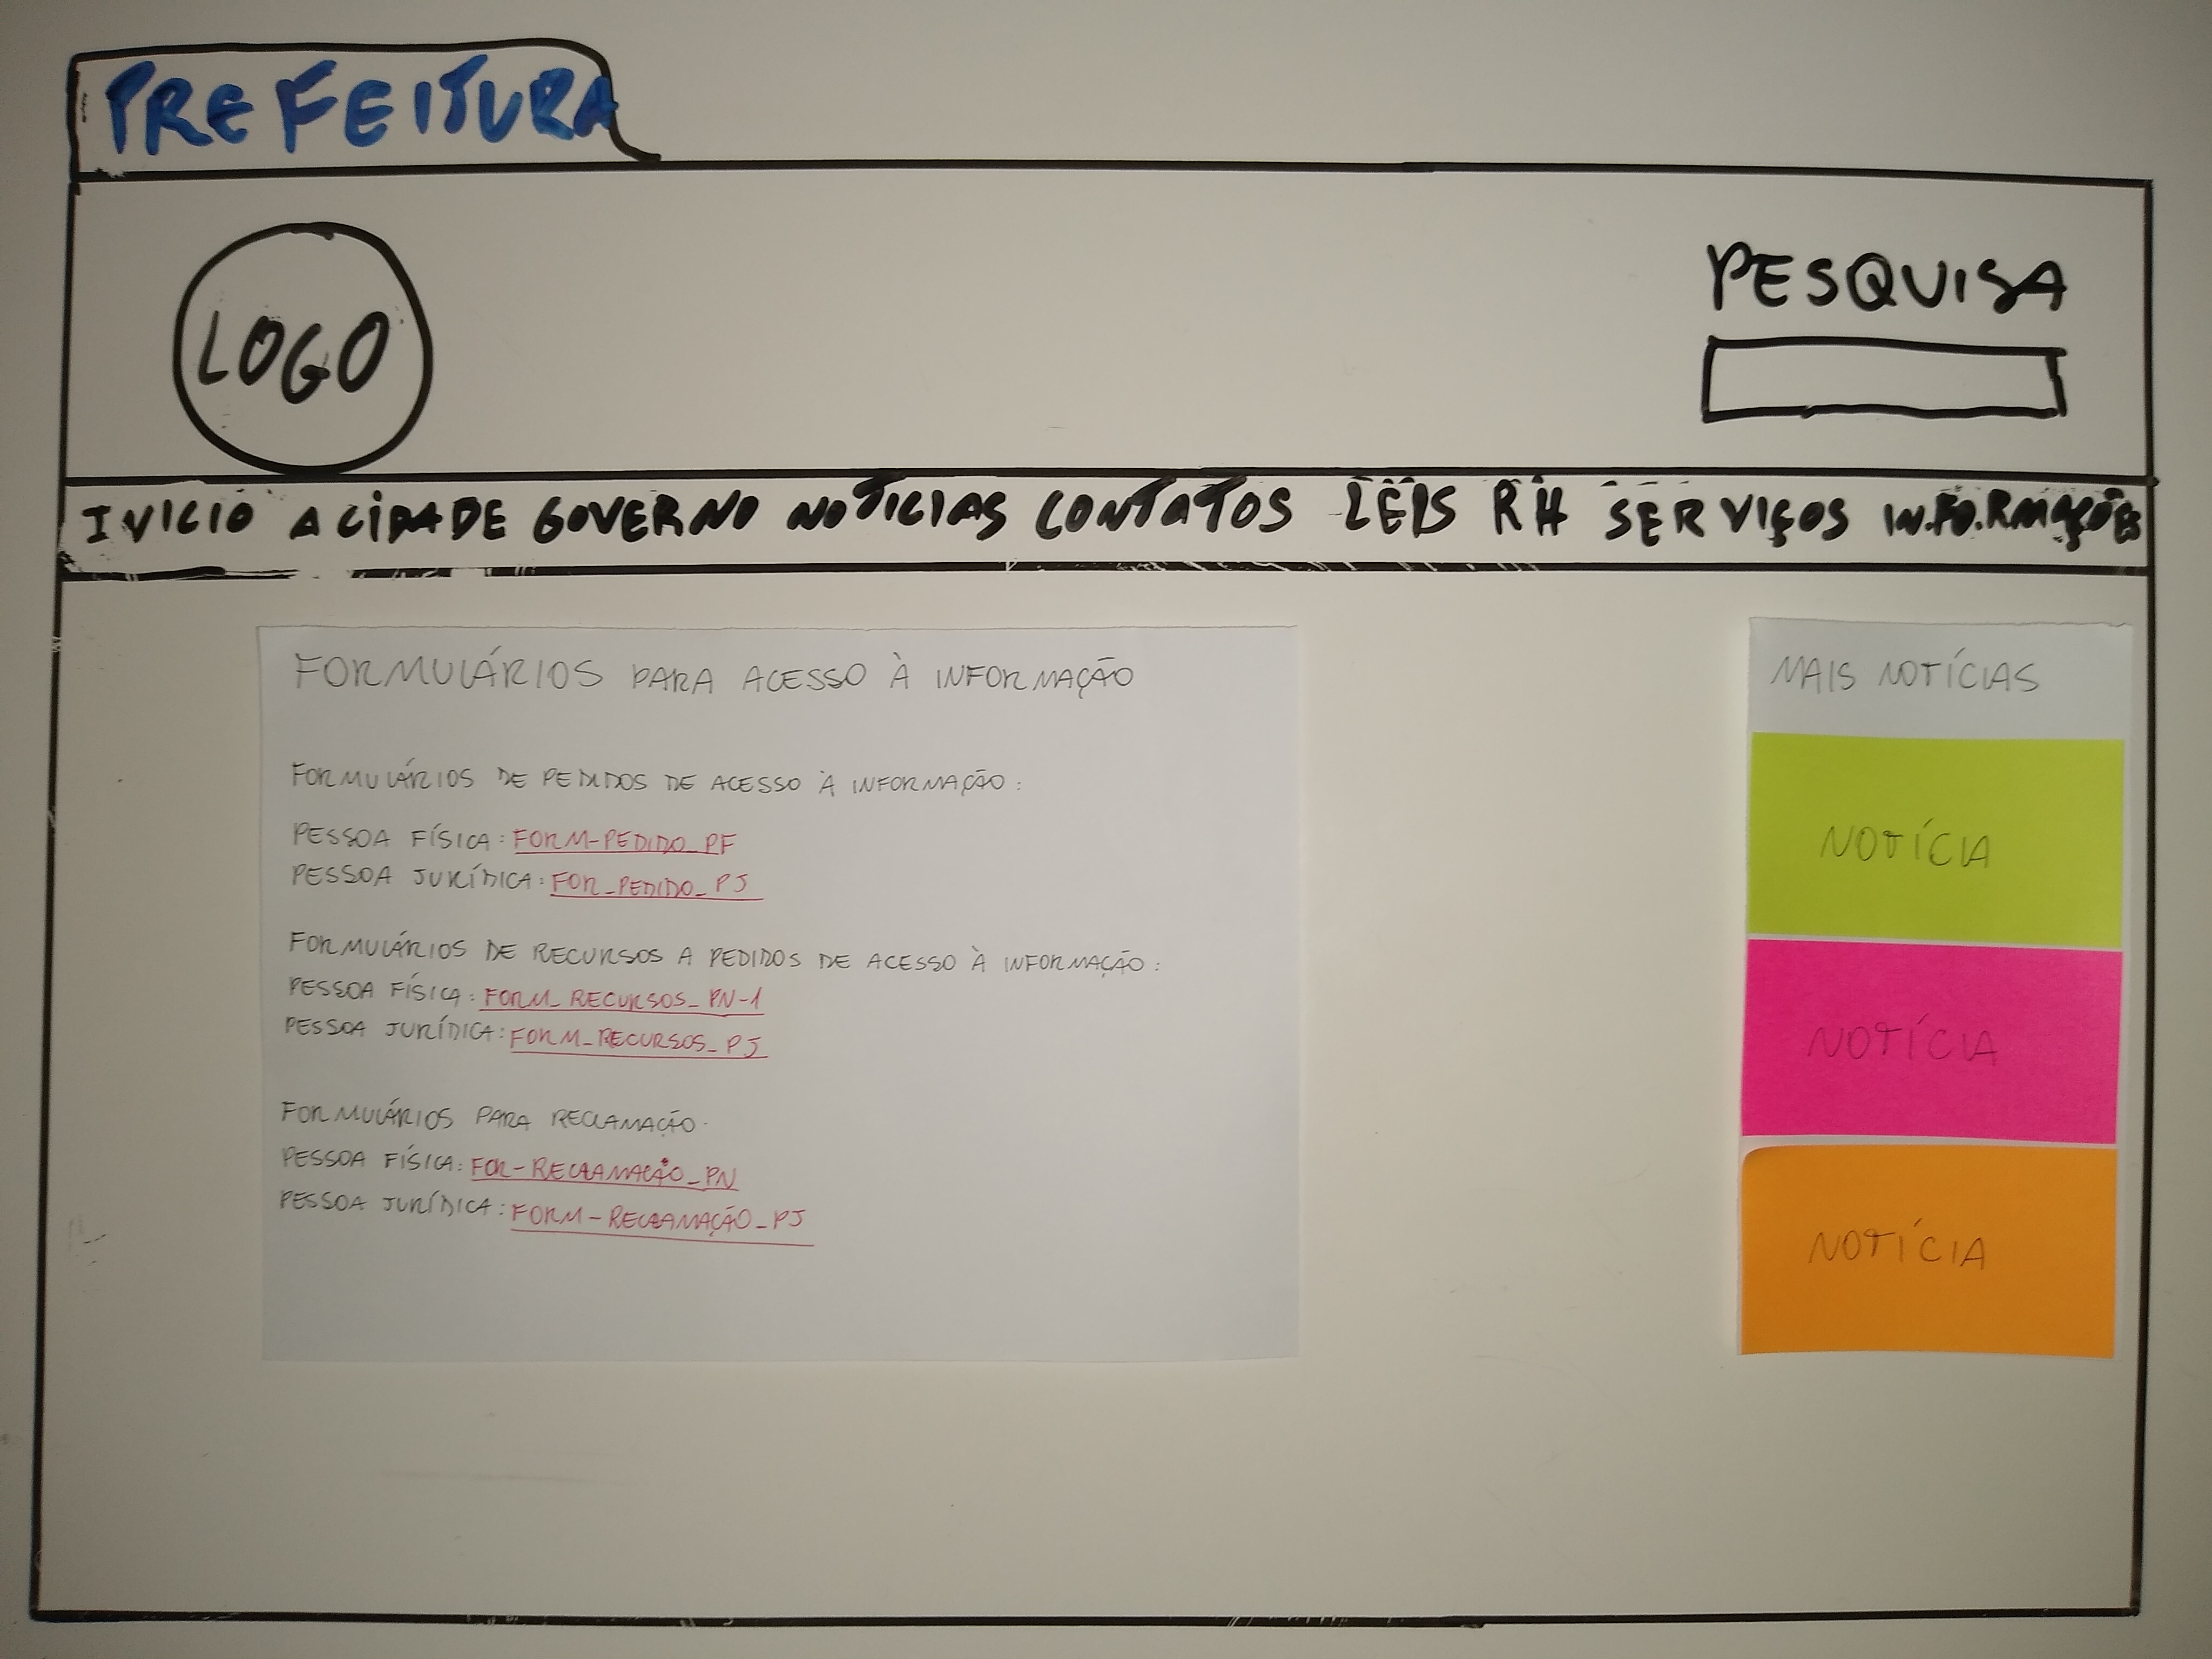 PREFEITURA
LOGO
PESQUISA
INICIO A CIDADE GOVERNO NOTICIAS CONTATOS LEIS RH SERVIÇOS INFORMAÇÕES
FORMULÁRIOS PARA ACESSO À INFORMAÇÃO
FORMULÁRIOS DE PEDIDOS DE ACESSO À INFORMAÇÃO:
PESSOA FÍSICA: FORM-PEDIDO_PF
PESSOA JURÍDICA: FOR_PEDIDO_PJ
FORMULÁRIOS DE RECURSOS A PEDIDOS DE ACESSO À INFORMAÇÃO:
PESSOA FÍSICA: FORM_RECURSOS_PN-1
PESSOA JURÍDICA: FORM_RECURSOS_PJ
FORMULÁRIOS PARA RECLAMAÇÃO.
PESSOA FÍSICA: FOR-RECLAMAÇÃO_PN
PESSOA JURÍDICA: FORM-RECLAMAÇÃO_PJ
MAIS NOTÍCIAS
NOTÍCIA
NOTÍCIA
NOTÍCIA